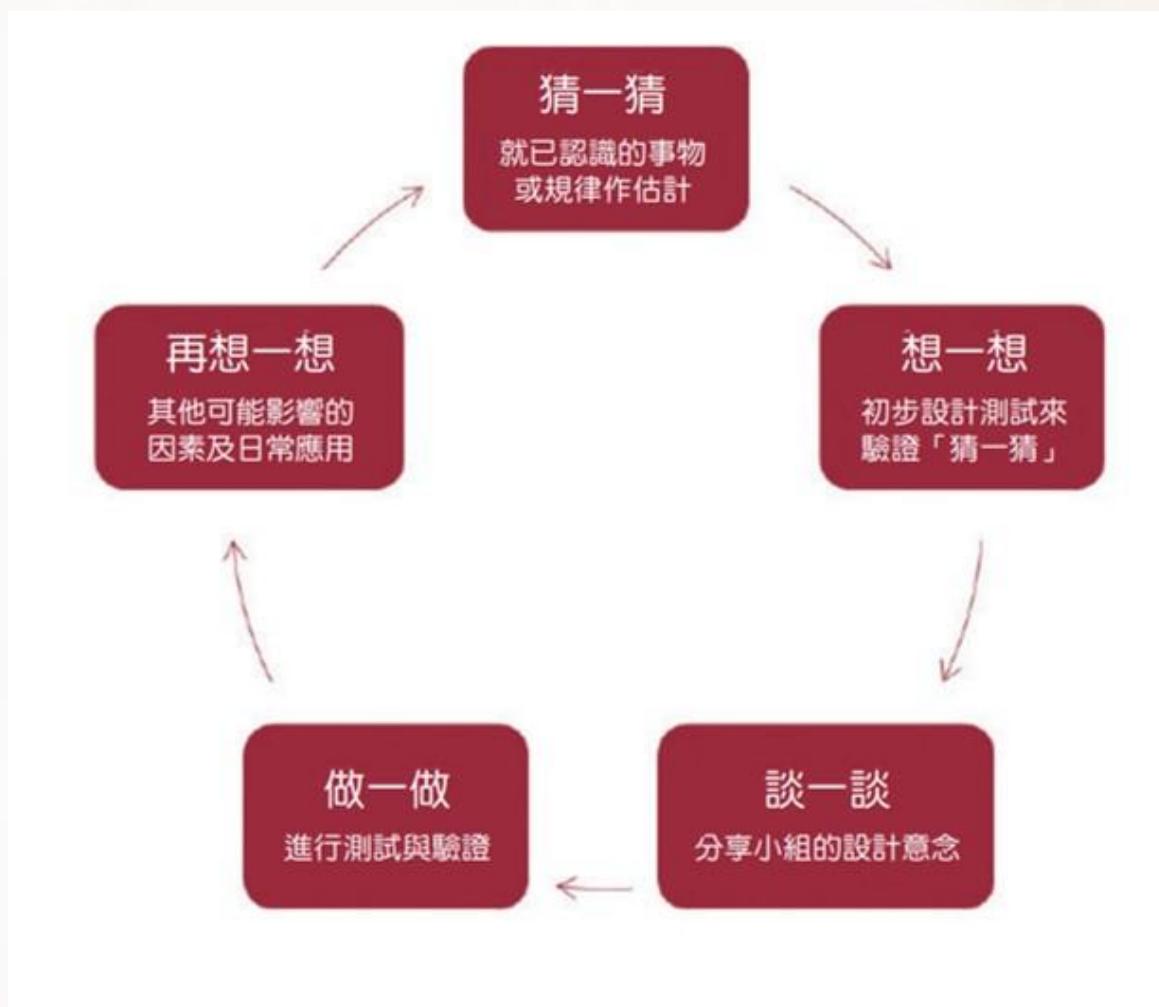 猜一猜
就已認識的事物
或規律作估計
想一想
初步設計測試來
驗證「猜一猜」
談一談
分享小組的設計意念
做一做
進行測試與驗證
再想一想
其他可能影響的
因素及日常應用